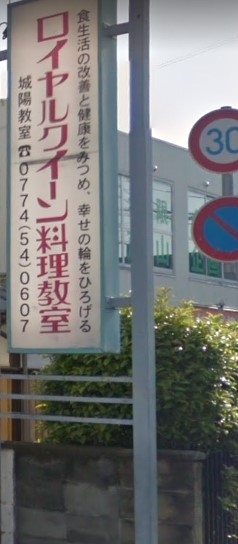 食生活の改善と健康をみつめ、幸せの輪をひろげる
ロイヤルクイーン料理教室
城陽教室☎0774(54)0607
30